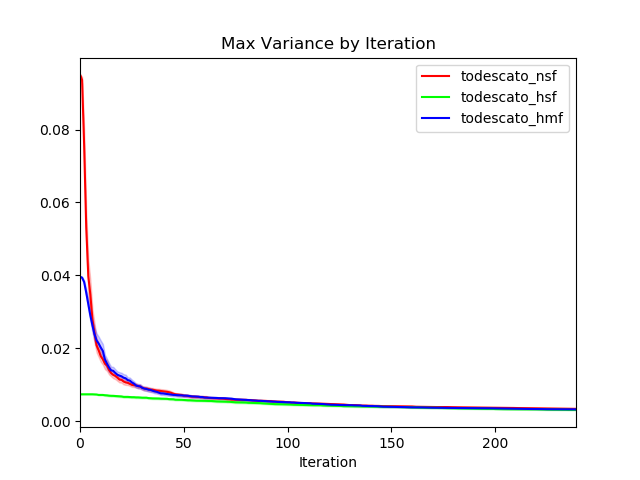 Max Variance by Iteration
todescato_nsf
todescato_hsf
todescato_hmf
0.08
0.06
0.04
0.02
0.00
0 50 100 150 200
Iteration